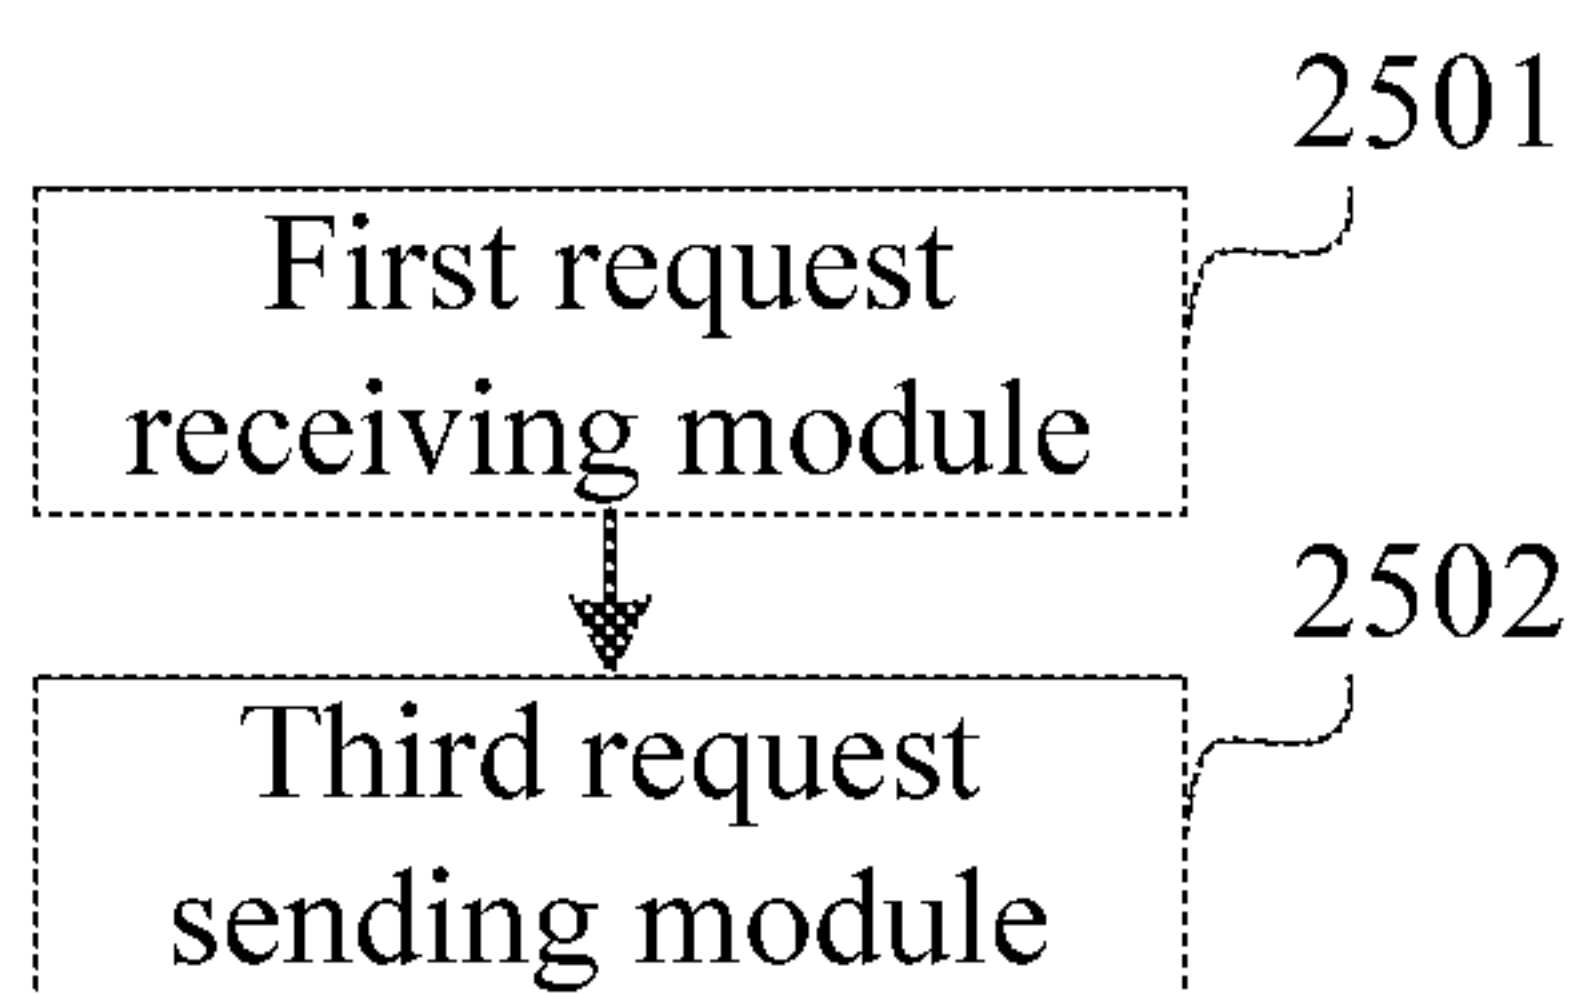 2501
First request
receiving module
2502
Third request
sending module